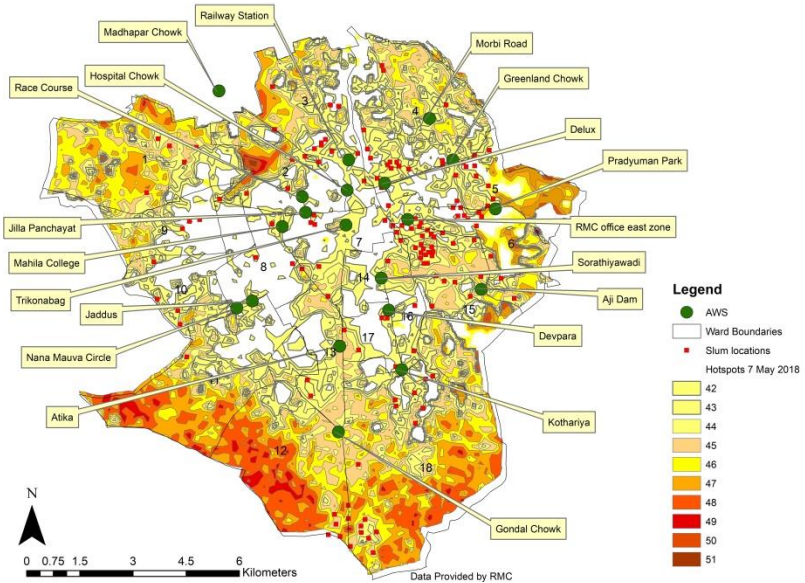 Railway Station
Madhapar Chowk
Morbi Road
Hospital Chowk
Greenland Chowk
Race Course
Delux
Pradyuman Park
Jilla Panchayat
RMC office east zone
Mahila College
Sorathiyawadi
Trikonabag
Aji Dam
Jaddus
Devpara
Nana Mauva Circle
Atika
Kothariya
Gondal Chowk
1
2
3
4
5
6
7
8
9
10
11
12
13
14
15
16
17
18
Legend
AWS
Ward Boundaries
Slum locations
Hotspots 7 May 2018
42
43
44
45
46
47
48
49
50
51
N
0 0.75 1.5 3 4.5 6
Kilometers
Data Provided by RMC